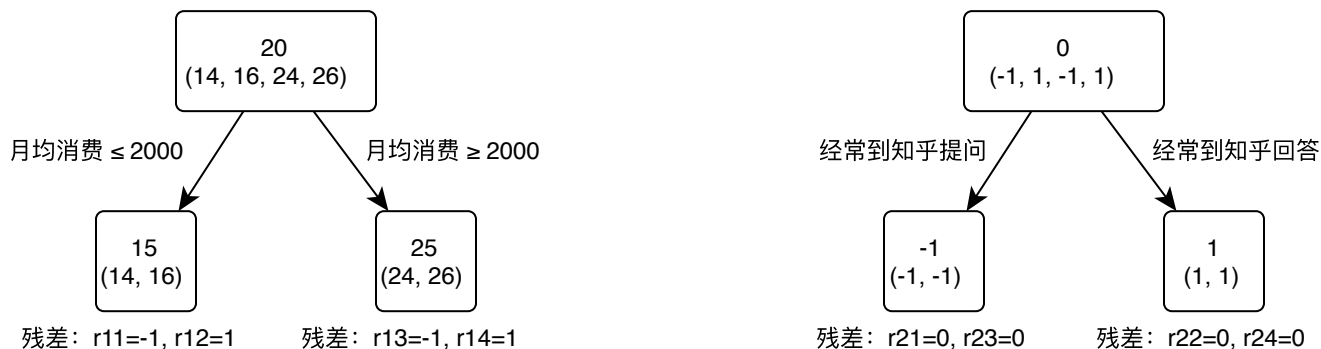 20
(14, 16, 24, 26)
月均消费 ≤ 2000
月均消费 ≥ 2000
15
(14, 16)
25
(24, 26)
残差：r11=-1, r12=1
残差：r13=-1, r14=1
0
(-1, 1, -1, 1)
经常到知乎提问
经常到知乎回答
-1
(-1, -1)
1
(1, 1)
残差：r21=0, r23=0
残差：r22=0, r24=0